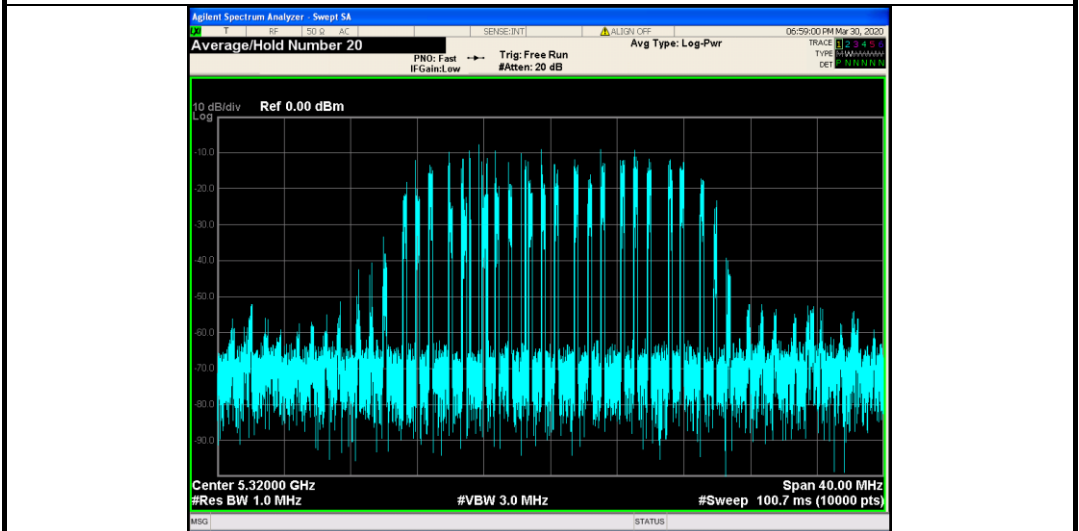 Agilent Spectrum Analyzer - Swept SA
T RF 50 Ω AC SENSE:INT ALIGN OFF 06:59:00 PM Mar 30, 2020
Average/Hold Number 20 Avg Type: Log-Pwr TRACE 1 2 3 4 5 6
PNO: Fast Trig: Free Run TYPE
IFGain:Low #Atten: 20 dB DET P N N N N N
10 dB/div Ref 0.00 dBm
Log
-10.0
-20.0
-30.0
-40.0
-50.0
-60.0
-70.0
-80.0
-90.0
Center 5.32000 GHz Span 40.00 MHz
#Res BW 1.0 MHz #VBW 3.0 MHz #Sweep 100.7 ms (10000 pts)
MSG STATUS